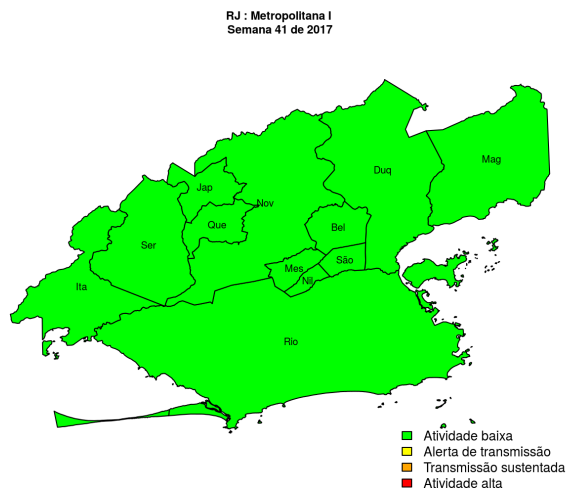 RJ : Metropolitana I
Semana 41 de 2017
Duq
Mag
Jap
Nov
Que
Bel
Ser
São
Mes
Nil
Ita
Rio
Atividade baixa
Alerta de transmissão
Transmissão sustentada
Atividade alta